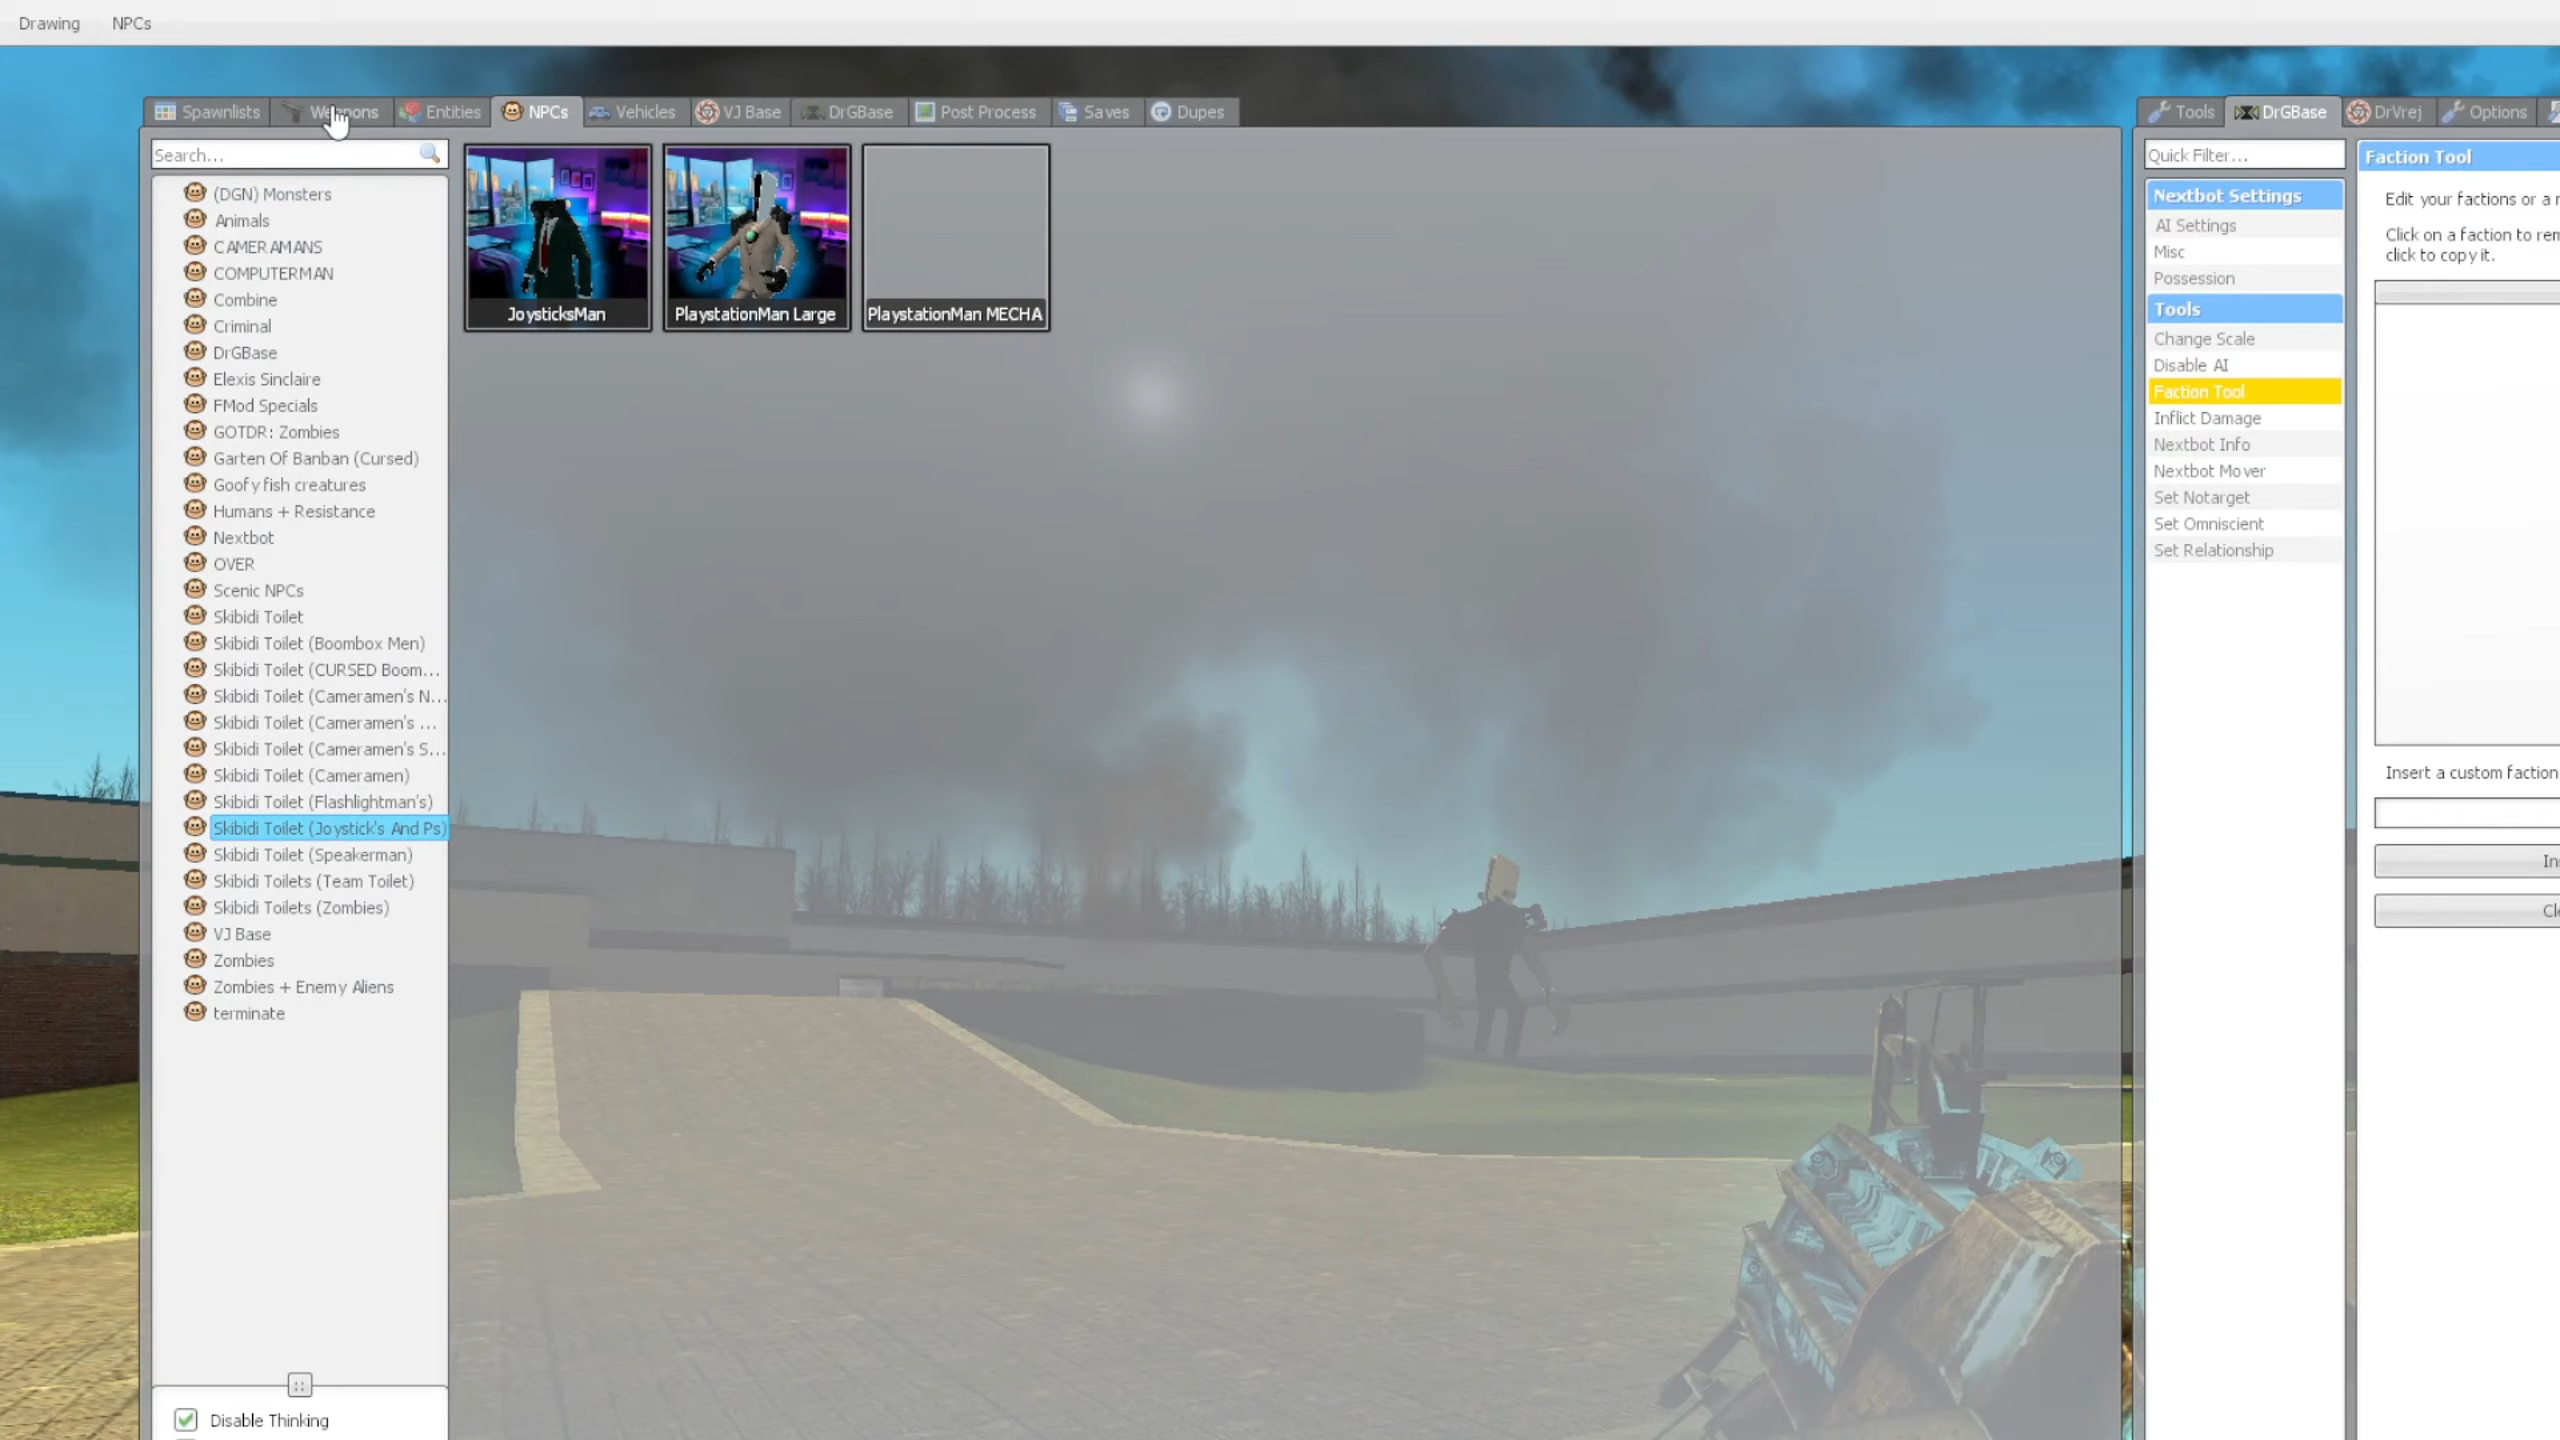 Drawing NPCs
Spawnlists Weapons Entities NPCs Vehicles VJ Base DrGBase Post Process Saves Dupes
Search...
(DGN) Monsters
Animals
CAMERAMANS
COMPUTERMAN
Combine
Criminal
DrGBase
Elexis Sinclaire
FMod Specials
GOTDR: Zombies
Garten Of Banban (Cursed)
Goofy fish creatures
Humans + Resistance
Nextbot
OVER
Scenic NPCs
Skibidi Toilet
Skibidi Toilet (Boombox Men)
Skibidi Toilet (CURSED Boom...
Skibidi Toilet (Cameramen's N...
Skibidi Toilet (Cameramen's ...
Skibidi Toilet (Cameramen's S...
Skibidi Toilet (Cameramen)
Skibidi Toilet (Flashlightman's)
Skibidi Toilet (Joystick's And Ps)
Skibidi Toilet (Speakerman)
Skibidi Toilets (Team Toilet)
Skibidi Toilets (Zombies)
VJ Base
Zombies
Zombies + Enemy Aliens
terminate
Disable Thinking
JoysticksMan
PlaystationMan Large
PlaystationMan MECHA
Tools DrGBase DrVrej Options
Quick Filter...
Nextbot Settings
AI Settings
Misc
Possession
Tools
Change Scale
Disable AI
Faction Tool
Inflict Damage
Nextbot Info
Nextbot Mover
Set Notarget
Set Omniscient
Set Relationship
Faction Tool
Edit your factions or a
Click on a faction to rem
click to copy it.
Insert a custom faction
In
Cl